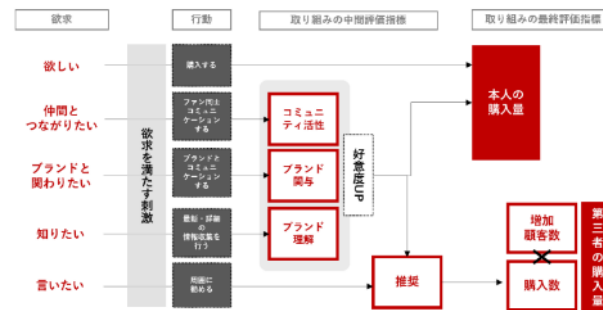 欲求
行動
取り組みの中間評価指標
取り組みの最終評価指標
欲しい
仲間と
つながりたい
ブランドと
関わりたい
知りたい
言いたい
欲求を満たす刺激
購入する
ファン同士
コミュニ
ケーション
する
ブランドと
コミュニ
ケーション
する
最新・詳細
の
情報収集を
行う
周囲に
勧める
コミュニ
ティ活性
ブランド
関与
ブランド
理解
好意度UP
推奨
本人の
購入量
増加
顧客数
購入数
第三者の購入量